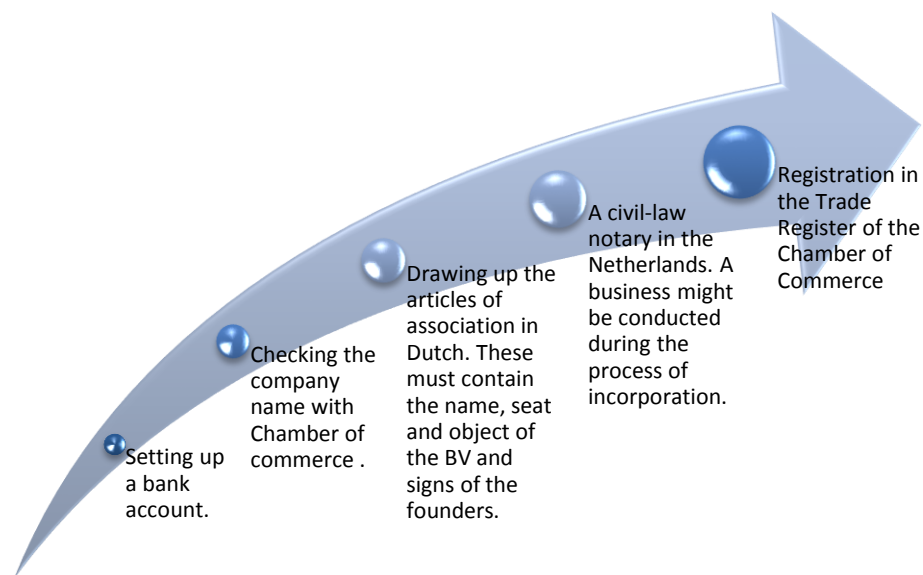 Setting up
a bank
account.
Checking the
company
name with
Chamber of
commerce .
Drawing up the
articles of
association in
Dutch. These
must contain
the name, seat
and object of
the BV and
signs of the
founders.
A civil-law
notary in the
Netherlands. A
business might
be conducted
during the
process of
incorporation.
Registration in
the Trade
Register of the
Chamber of
Commerce